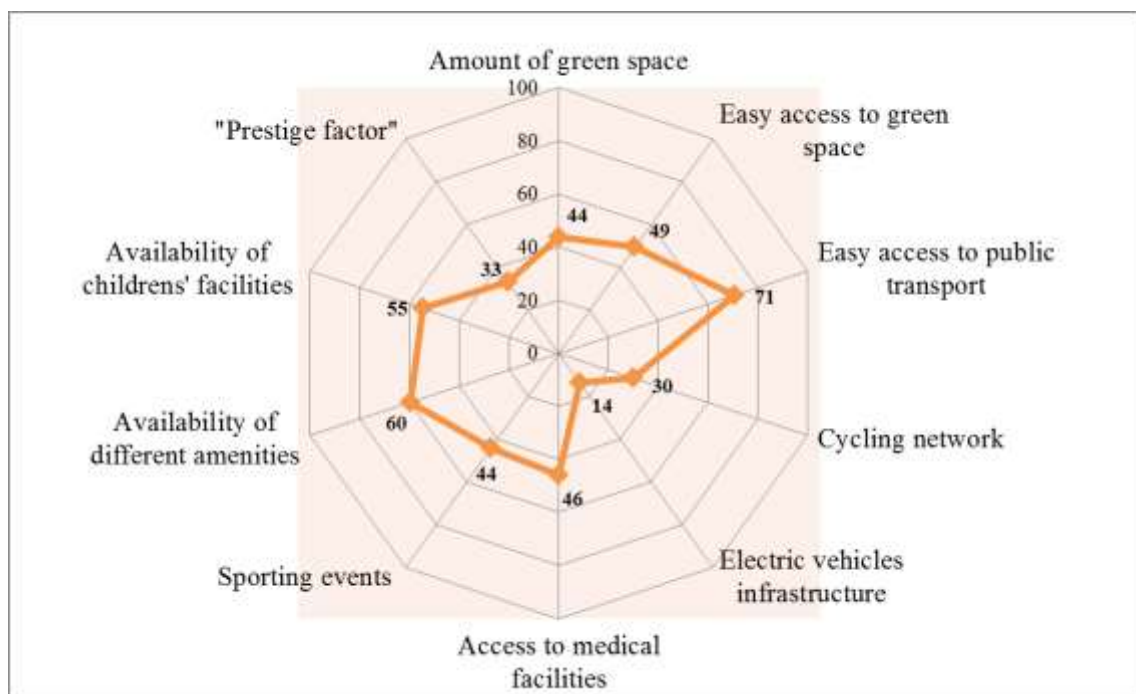 Amount of green space
100
80
60
40
20
0
Easy access to green
space
Easy access to public
transport
Cycling network
Electric vehicles
infrastructure
Access to medical
facilities
Sporting events
Availability of
different amenities
Availability of
childrens' facilities
"Prestige factor"
44
49
71
30
14
46
44
60
55
33